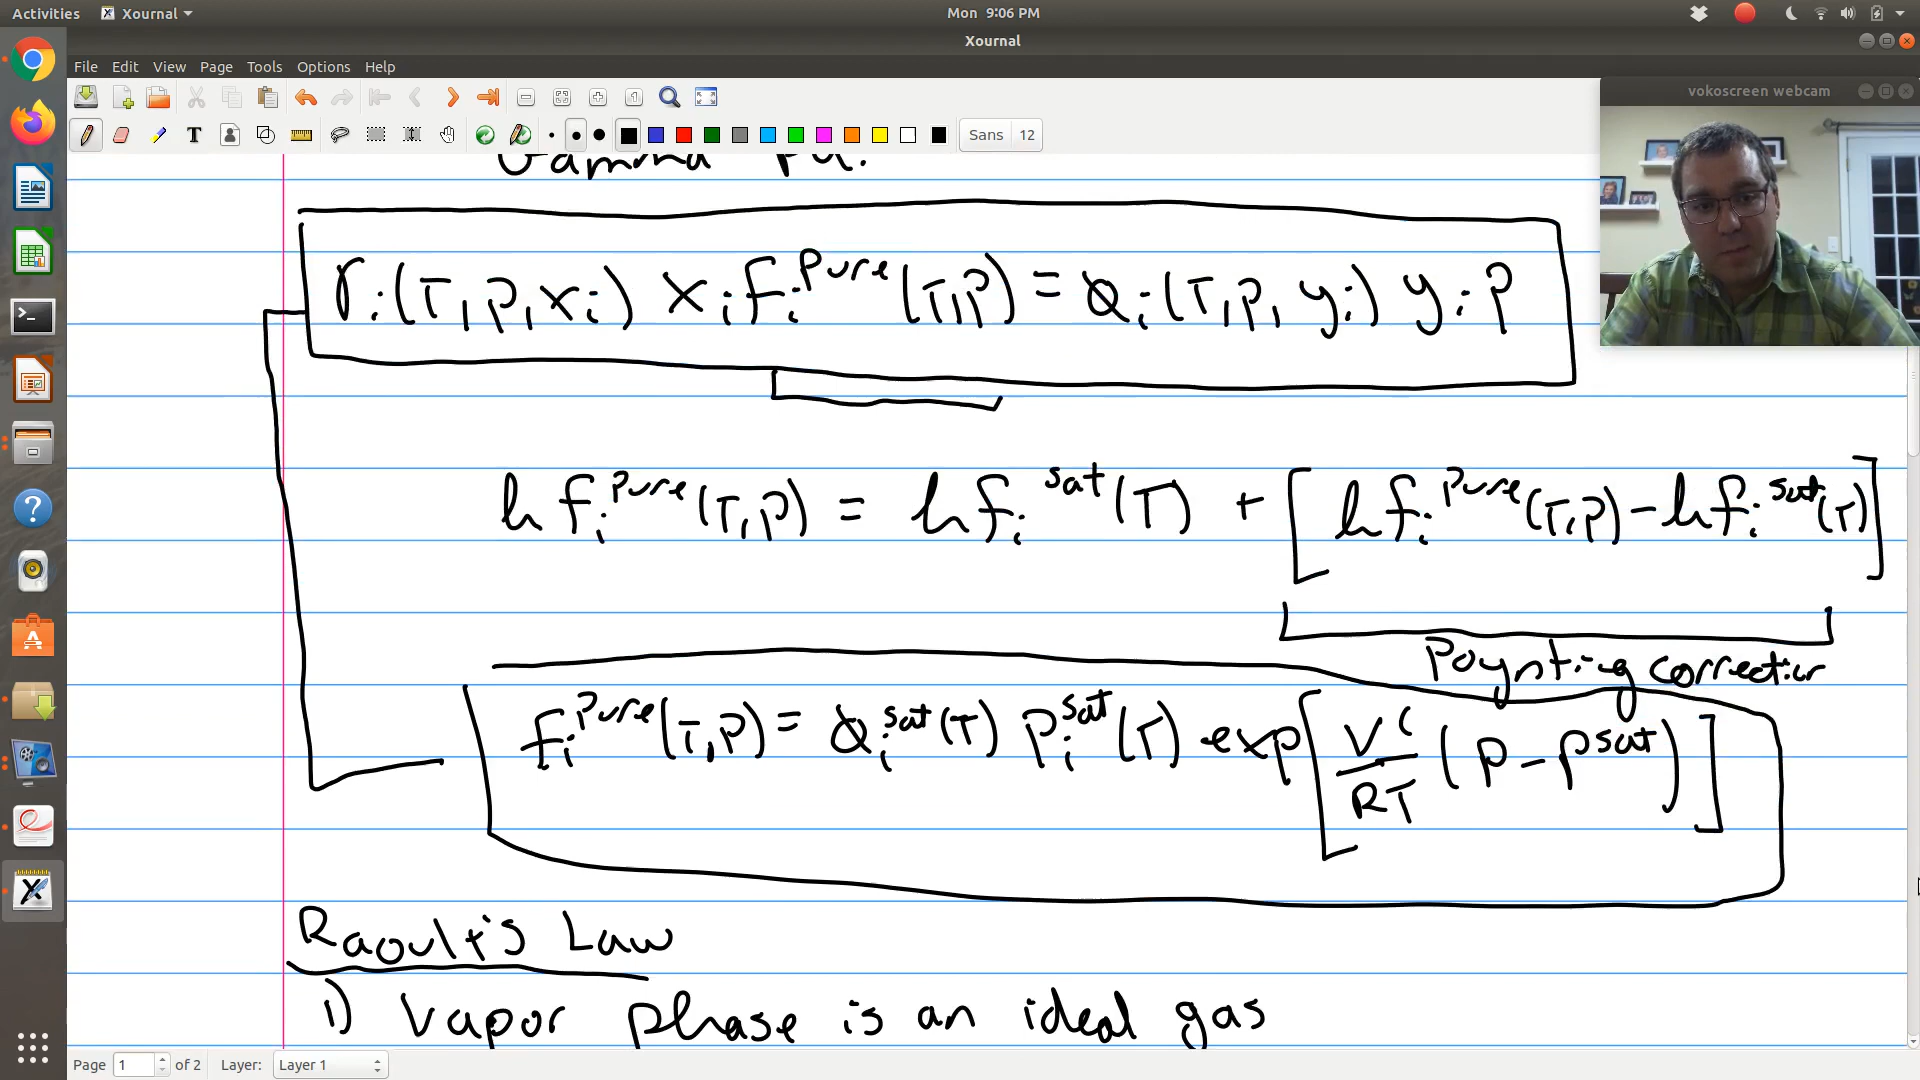 Activities Xournal Mon 9:06 PM
Xournal
File Edit View Page Tools Options Help
vokoscreen webcam
T Sans 12
Gamma Phi
γi(T,P,xi) xi fi^pure(T,P) = φi(T,P,yi) yi P
ln fi^pure(T,P) = ln fi^sat(T) + [ln fi^pure(T,P) - ln fi^sat(T)]
Poynting correction
fi^pure(T,P) = φi^sat(T) Pi^sat(T) exp[V^L/RT (P - P^sat)]
Raoult's Law
1) Vapor phase is an ideal gas
Page 1 of 2 Layer: Layer 1